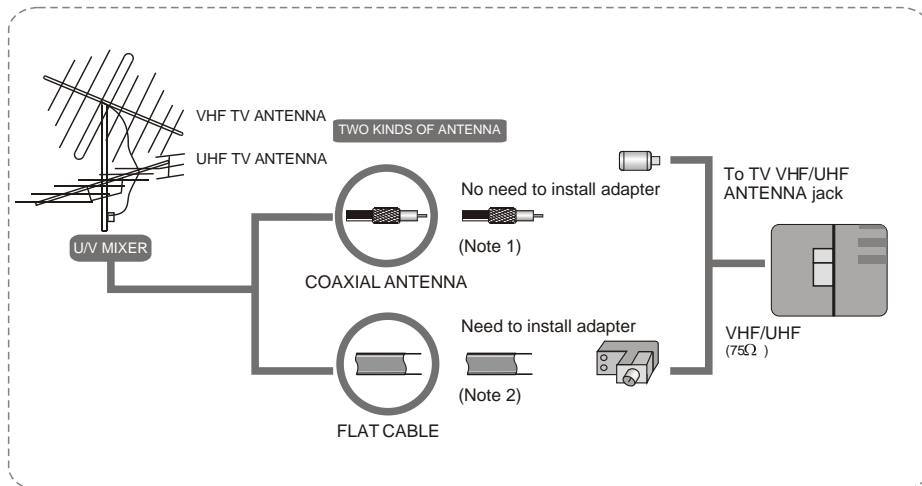 VHF TV ANTENNA
TWO KINDS OF ANTENNA
UHF TV ANTENNA
U/V MIXER
No need to install adapter
(Note 1)
COAXIAL ANTENNA
Need to install adapter
(Note 2)
FLAT CABLE
To TV VHF/UHF
ANTENNA jack
VHF/UHF
(75Ω )